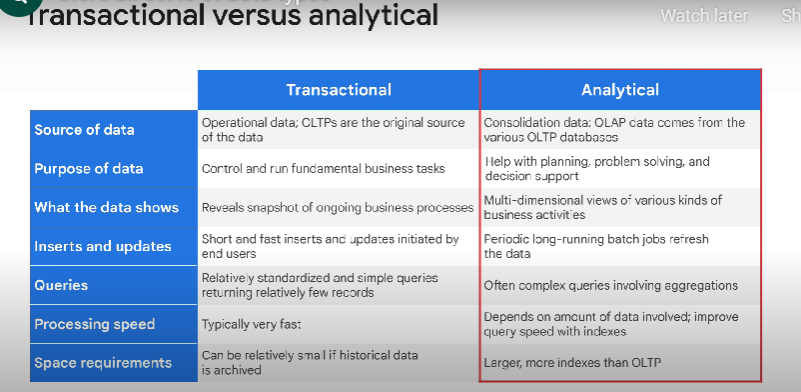 Transactional versus analytical
Watch later
Sh
Transactional
Analytical
Source of data
Operational data; OLTPs are the original source
of the data
Consolidation data: OLAP data comes from the
various OLTP databases
Purpose of data
Control and run fundamental business tasks
Help with planning, problem solving, and
decision support
What the data shows
Reveals snapshot of ongoing business processes
Multi-dimensional views of various kinds of
business activities
Inserts and updates
Short and fast inserts and updates initiated by
end users
Periodic long-running batch jobs refresh
the data
Queries
Relatively standardized and simple queries
returning relatively few records
Often complex queries involving aggregations
Processing speed
Typically very fast
Depends on amount of data involved; improve
query speed with indexes
Space requirements
Can be relatively small if historical data
is archived
Larger, more indexes than OLTP